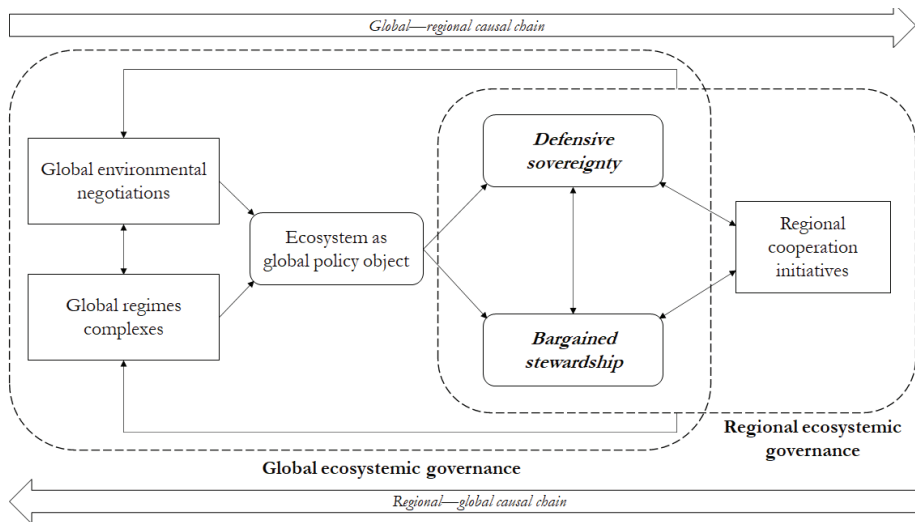 Global—regional causal chain
Global environmental
negotiations
Global regimes
complexes
Ecosystem as
global policy object
Defensive
sovereignty
Bargained
stewardship
Regional
cooperation
initiatives
Regional ecosystemic
governance
Global ecosystemic governance
Regional—global causal chain